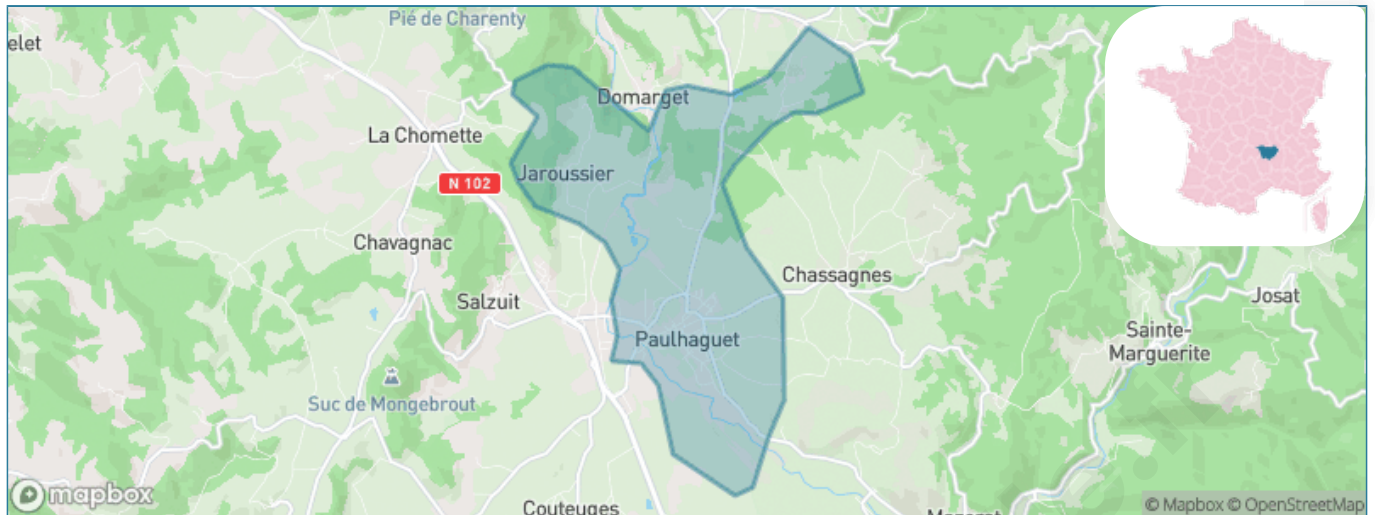 Pié de Charenty
elet
Domarget
La Chomette
Jaroussier
N 102
Chavagnac
Chassagnes
Salzuit
Josat
Sainte-
Marguerite
Paulhaguet
Suc de Mongebrout
mapbox
Couteuges
© Mapbox © OpenStreetMap